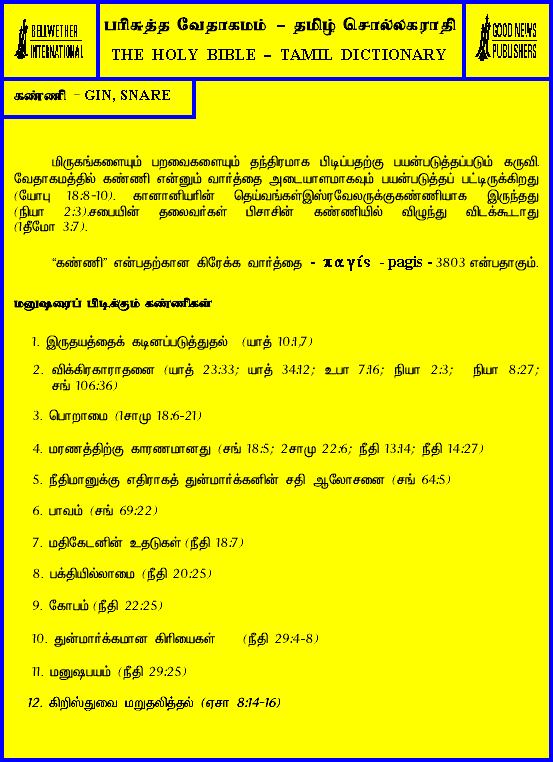 BELLWETHER
INTERNATIONAL
பரிசுத்த வேதாகமம் – தமிழ் சொல்லகராதி
THE HOLY BIBLE – TAMIL DICTIONARY
GOOD NEWS
PUBLISHERS
கண்ணி – GIN, SNARE
மிருகங்களையும் பறவைகளையும் தந்திரமாக பிடிப்பதற்கு பயன்படுத்தப்படும் கருவி.
வேதாகமத்தில் கண்ணி என்னும் வார்த்தை அடையாளமாகவும் பயன்படுத்தப் பட்டிருக்கிறது
(யோபு 18:8-10). கானானியரின் தெய்வங்கள்இஸ்ரவேலருக்குகண்ணியாக இருந்தது
(நியா 2:3).சபையின் தலைவர்கள் பிசாசின் கண்ணியில் விழுந்து விடக்கூடாது
(1தீமோ 3:7).
“கண்ணி” என்பதற்கான கிரேக்க வார்த்தை - παγίς - pagis - 3803 என்பதாகும்.
மனுஷரைப் பிடிக்கும் கண்ணிகள்
1. இருதயத்தைக் கடினப்படுத்துதல் (யாத் 10:1,7)
2. விக்கிரகாராதனை (யாத் 23:33; யாத் 34:12; உபா 7:16; நியா 2:3; நியா 8:27;
சங் 106:36)
3. பொறாமை (1சாமு 18:6-21)
4. மரணத்திற்கு காரணமானது (சங் 18:5; 2சாமு 22:6; நீதி 13:14; நீதி 14:27)
5. நீதிமானுக்கு எதிராகத் துன்மார்க்கனின் சதி ஆலோசனை (சங் 64:5)
6. பாவம் (சங் 69:22)
7. மதிகேடனின் உதடுகள் (நீதி 18:7)
8. பக்தியில்லாமை (நீதி 20:25)
9. கோபம் (நீதி 22:25)
10. துன்மார்க்கமான கிரியைகள் (நீதி 29:4-8)
11. மனுஷபயம் (நீதி 29:25)
12. கிறிஸ்துவை மறுதலித்தல் (ஏசா 8:14-16)